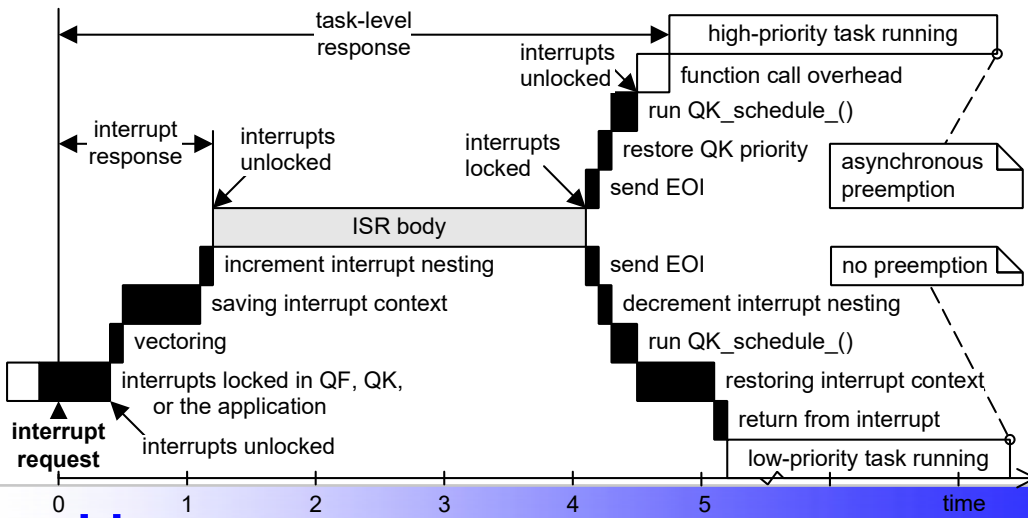 task-level
response
high-priority task running
interrupts
unlocked
function call overhead
run QK_schedule_()
interrupt
response
interrupts
unlocked
interrupts
locked
restore QK priority
asynchronous
preemption
send EOI
ISR body
increment interrupt nesting
send EOI
no preemption
saving interrupt context
decrement interrupt nesting
vectoring
run QK_schedule_()
interrupts locked in QF, QK,
or the application
restoring interrupt context
interrupt
request
interrupts unlocked
return from interrupt
low-priority task running
0 1 2 3 4 5 time